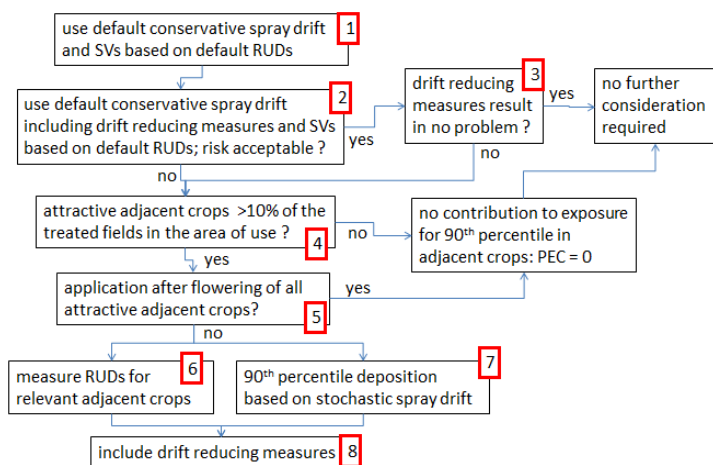 use default conservative spray drift
and SVs based on default RUDs
1
use default conservative spray drift
including drift reducing measures and SVs
based on default RUDs; risk acceptable ?
2
yes
drift reducing
measures result
in no problem ?
3
yes
no further
consideration
required
no
no
attractive adjacent crops >10% of the
treated fields in the area of use ?
4
no
no contribution to exposure
for 90th percentile in
adjacent crops: PEC = 0
yes
application after flowering of all
attractive adjacent crops?
5
yes
no
measure RUDs for
relevant adjacent crops
6
90th percentile deposition
based on stochastic spray drift
7
include drift reducing measures
8